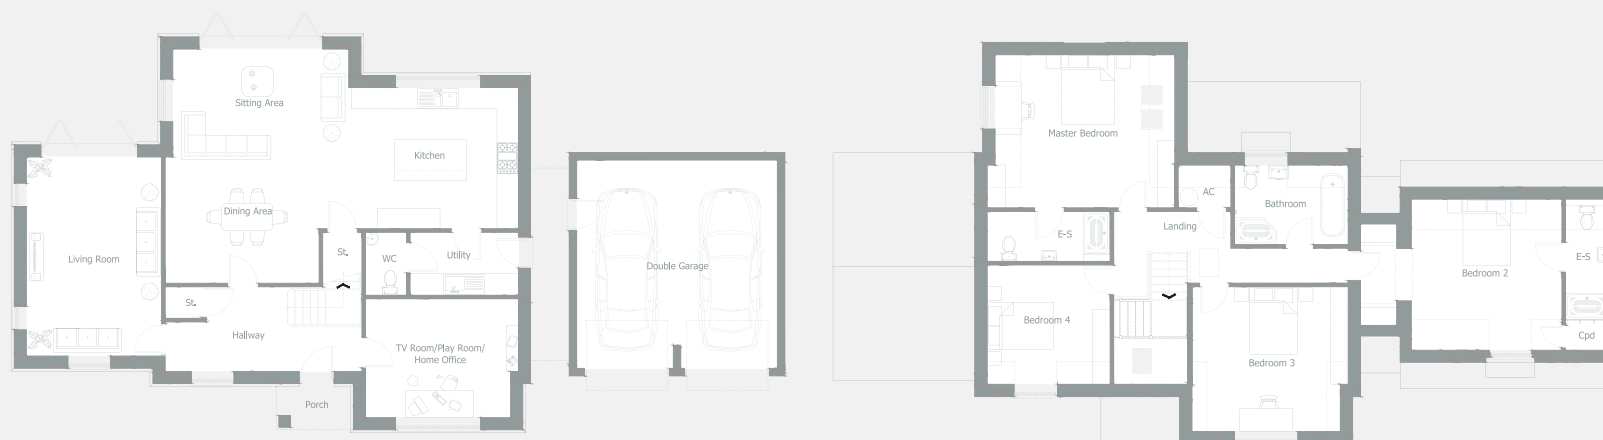 Sitting Area
Kitchen
Dining Area
Living Room
St.
WC
Utility
St.
Hallway
TV Room/Play Room/
Home Office
Porch
Double Garage
Master Bedroom
AC
Bathroom
E-S
Landing
Bedroom 4
Bedroom 3
Bedroom 2
E-S
Cpd